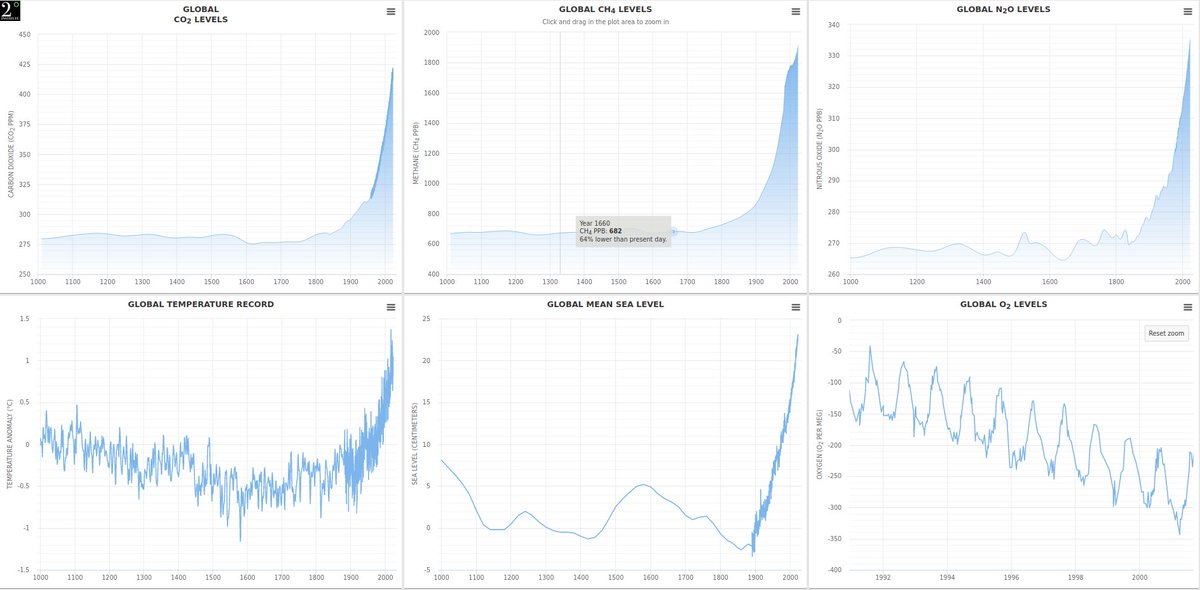 2°
INSTITUTE
GLOBAL
CO₂ LEVELS
CARBON DIOXIDE (CO₂ PPM)
450
425
400
375
350
325
300
275
250
1000 1100 1200 1300 1400 1500 1600 1700 1800 1900 2000
GLOBAL CH₄ LEVELS
Click and drag in the plot area to zoom in
METHANE (CH₄ PPB)
2000
1800
1600
1400
1200
1000
800
600
400
Year 1660
CH₄ PPB: 682
64% lower than present day.
1000 1100 1200 1300 1400 1500 1600 1700 1800 1900 2000
GLOBAL N₂O LEVELS
NITROUS OXIDE (N₂O PPB)
340
330
320
310
300
290
280
270
260
1000 1200 1400 1600 1800 2000
GLOBAL TEMPERATURE RECORD
TEMPERATURE ANOMALY (°C)
1.5
1
0.5
0
-0.5
-1
-1.5
1000 1100 1200 1300 1400 1500 1600 1700 1800 1900 2000
GLOBAL MEAN SEA LEVEL
SEA LEVEL (CENTIMETERS)
25
20
15
10
5
0
-5
1000 1100 1200 1300 1400 1500 1600 1700 1800 1900 2000
GLOBAL O₂ LEVELS
Reset zoom
OXYGEN (O₂ PER MEG)
0
-50
-100
-150
-200
-250
-300
-350
-400
1992 1994 1996 1998 2000